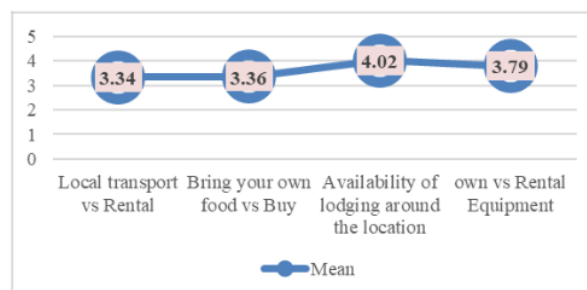 5
4
3
2
1
0
3.34
3.36
4.02
3.79
Local transport
vs Rental
Bring your own
food vs Buy
Availability of
lodging around
the location
own vs Rental
Equipment
Mean